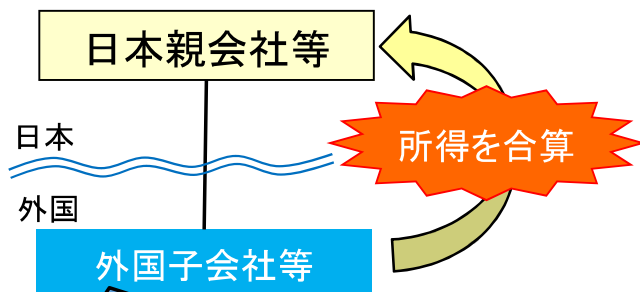 日本親会社等
日本
所得を合算
外国
外国子会社等